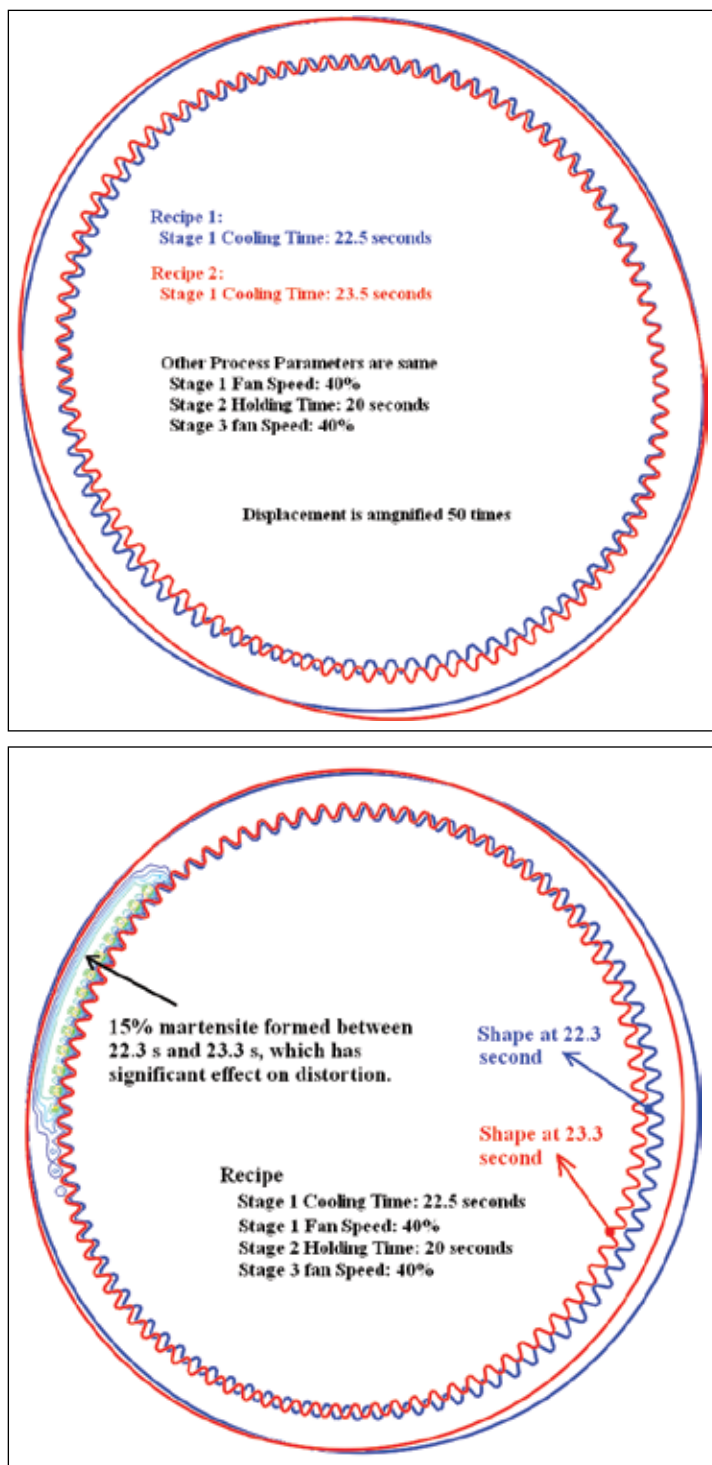 Recipe 1:
Stage 1 Cooling Time: 22.5 seconds
Recipe 2:
Stage 1 Cooling Time: 23.5 seconds
Other Process Parameters are same
Stage 1 Fan Speed: 40%
Stage 2 Holding Time: 20 seconds
Stage 3 fan Speed: 40%
Displacement is amgnified 50 times
15% martensite formed between
22.3 s and 23.3 s, which has
significant effect on distortion.
Shape at 22.3
second
Shape at 23.3
second
Recipe
Stage 1 Cooling Time: 22.5 seconds
Stage 1 Fan Speed: 40%
Stage 2 Holding Time: 20 seconds
Stage 3 fan Speed: 40%